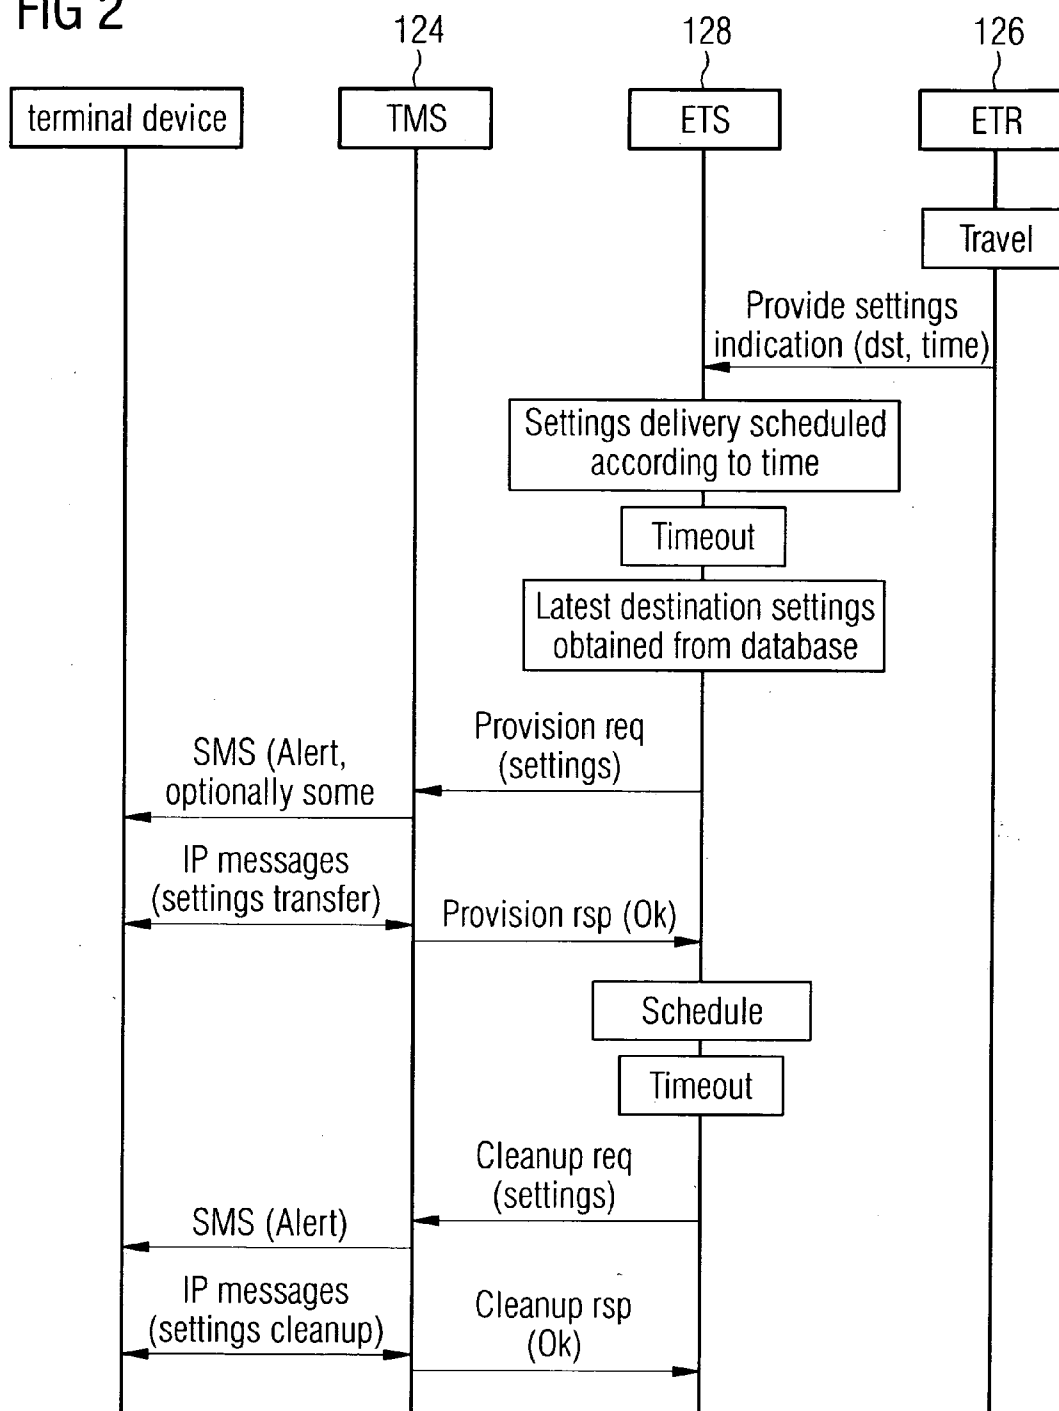 FIG 2
124
128
126
terminal device
TMS
ETS
ETR
Travel
Provide settings
indication (dst, time)
Settings delivery scheduled
according to time
Timeout
Latest destination settings
obtained from database
Provision req
(settings)
SMS (Alert,
optionally some
IP messages
(settings transfer)
Provision rsp (Ok)
Schedule
Timeout
Cleanup req
(settings)
SMS (Alert)
IP messages
(settings cleanup)
Cleanup rsp
(Ok)